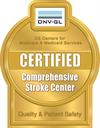 DNV·GL
US Centers for
Medicare & Medicaid Services
CERTIFIED
Comprehensive
Stroke Center
Quality & Patient Safety